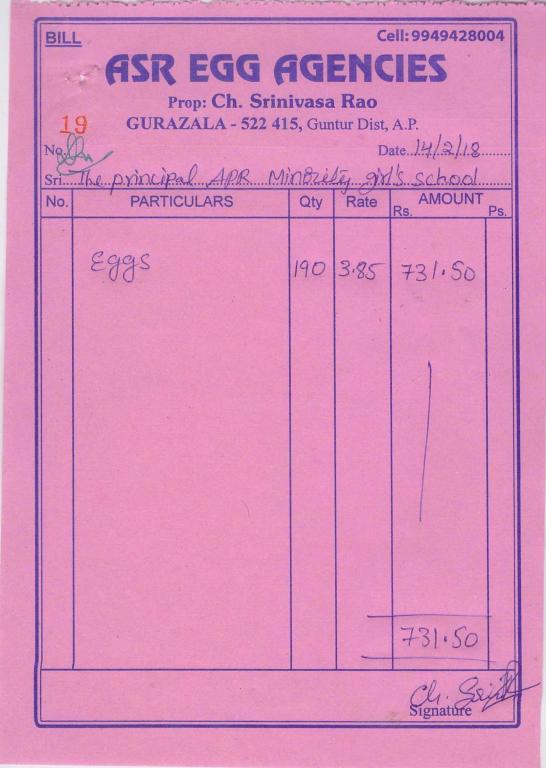 BILL
Cell: 9949428004
ASR EGG AGENCIES
Prop: Ch. Srinivasa Rao
GURAZALA - 522 415, Guntur Dist, A.P.
19
No.
Date 14/2/18
Sri The principal APR Minority girl's school
No. PARTICULARS Qty Rate AMOUNT
Rs. Ps.
Eggs 190 3.85 731.50
731.50
Ch.
Signature